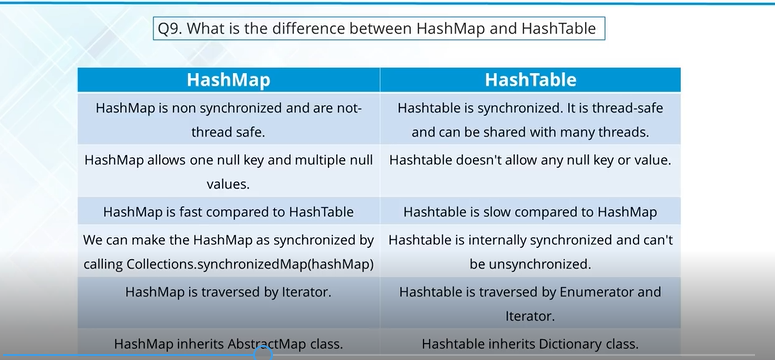 Q9. What is the difference between HashMap and HashTable
HashMap
HashTable
HashMap is non synchronized and are not-
thread safe.
Hashtable is synchronized. It is thread-safe
and can be shared with many threads.
HashMap allows one null key and multiple null
values.
Hashtable doesn't allow any null key or value.
HashMap is fast compared to HashTable
Hashtable is slow compared to HashMap
We can make the HashMap as synchronized by
calling Collections.synchronizedMap(hashMap)
Hashtable is internally synchronized and can't
be unsynchronized.
HashMap is traversed by Iterator.
Hashtable is traversed by Enumerator and
Iterator.
HashMap inherits AbstractMap class.
Hashtable inherits Dictionary class.